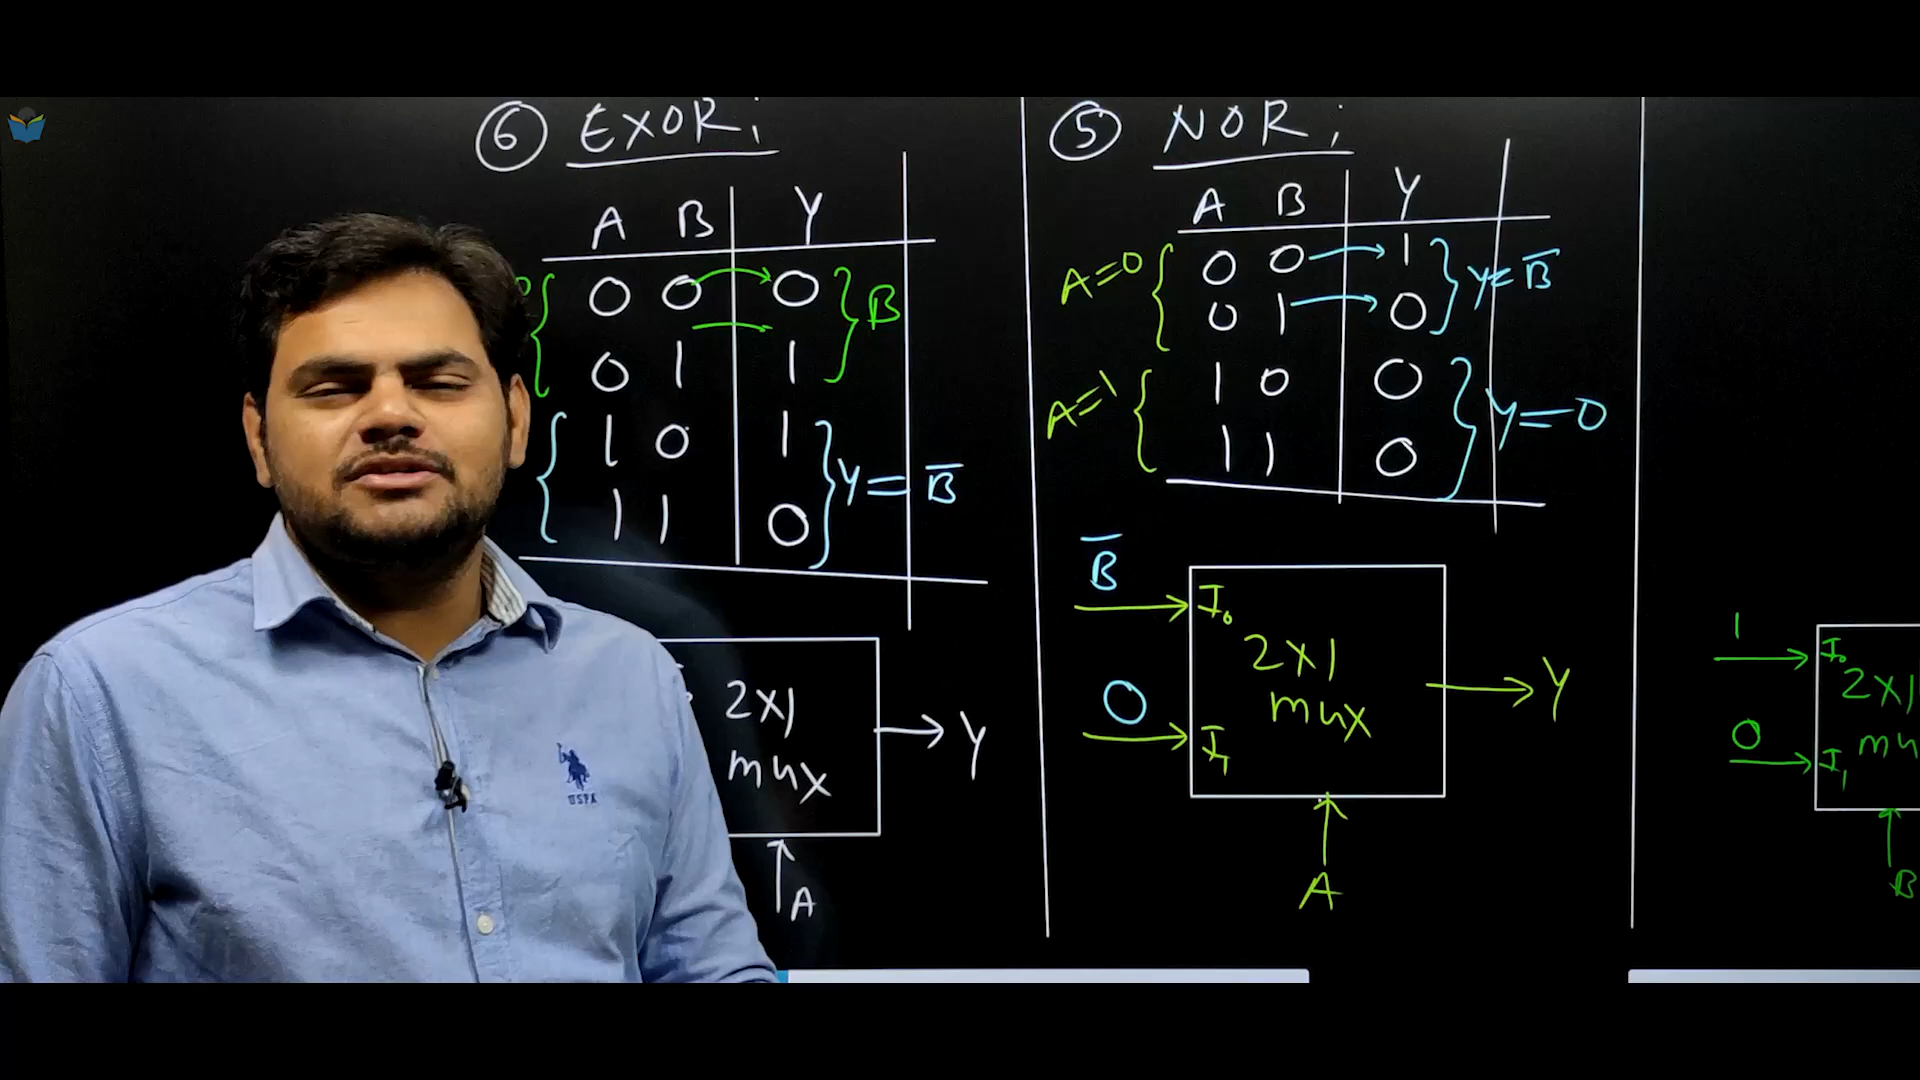 ⑥ EXOR;
A B Y
0 0 0
0 1 1
1 0 1
1 1 0
B
Y = B̅
2X1
mux
Y
A
USPA
⑤ NOR;
A B Y
A=0
0 0 1
0 1 0
Y=B̅
A=1
1 0 0
1 1 0
Y=0
B̅
I₀
2X1
mux
Y
0
I₁
A
1
I₀
2X1
0
mu
I₁
B